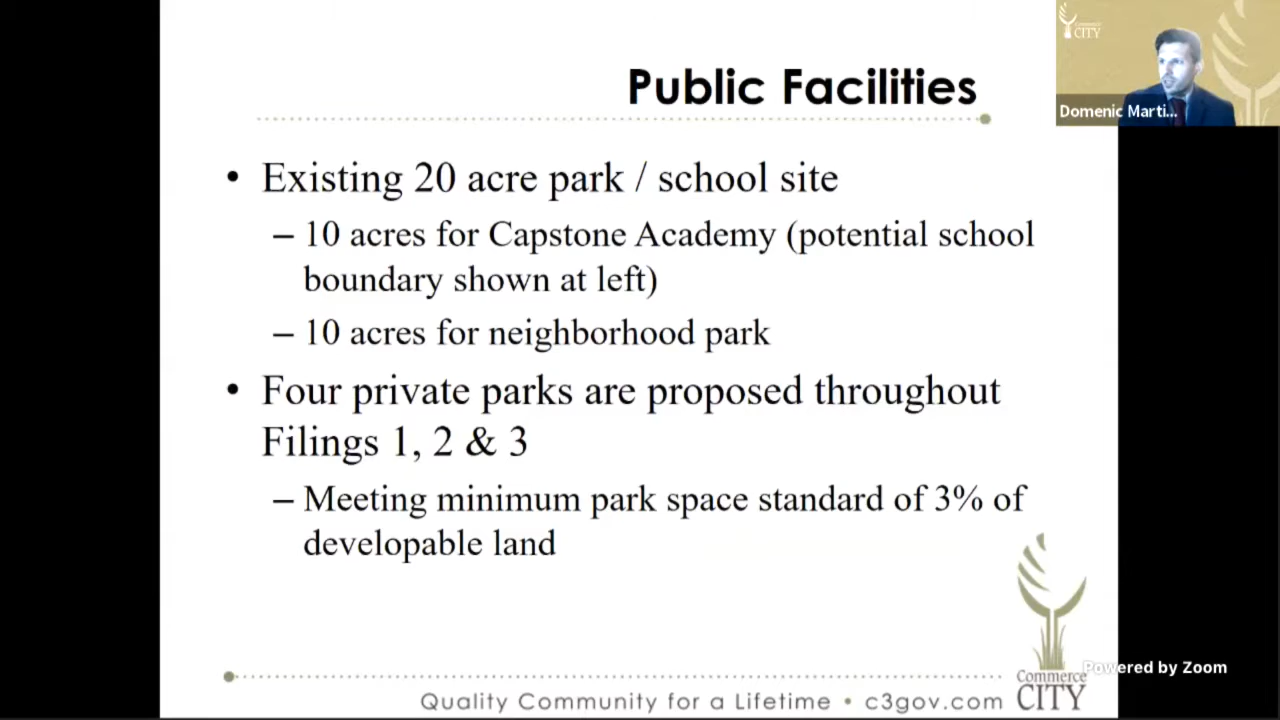 Public Facilities
Commerce
CITY
Domenic Marti...
• Existing 20 acre park / school site
– 10 acres for Capstone Academy (potential school
boundary shown at left)
– 10 acres for neighborhood park
• Four private parks are proposed throughout
Filings 1, 2 & 3
– Meeting minimum park space standard of 3% of
developable land
Powered by Zoom
Commerce
CITY
Quality Community for a Lifetime • c3gov.com